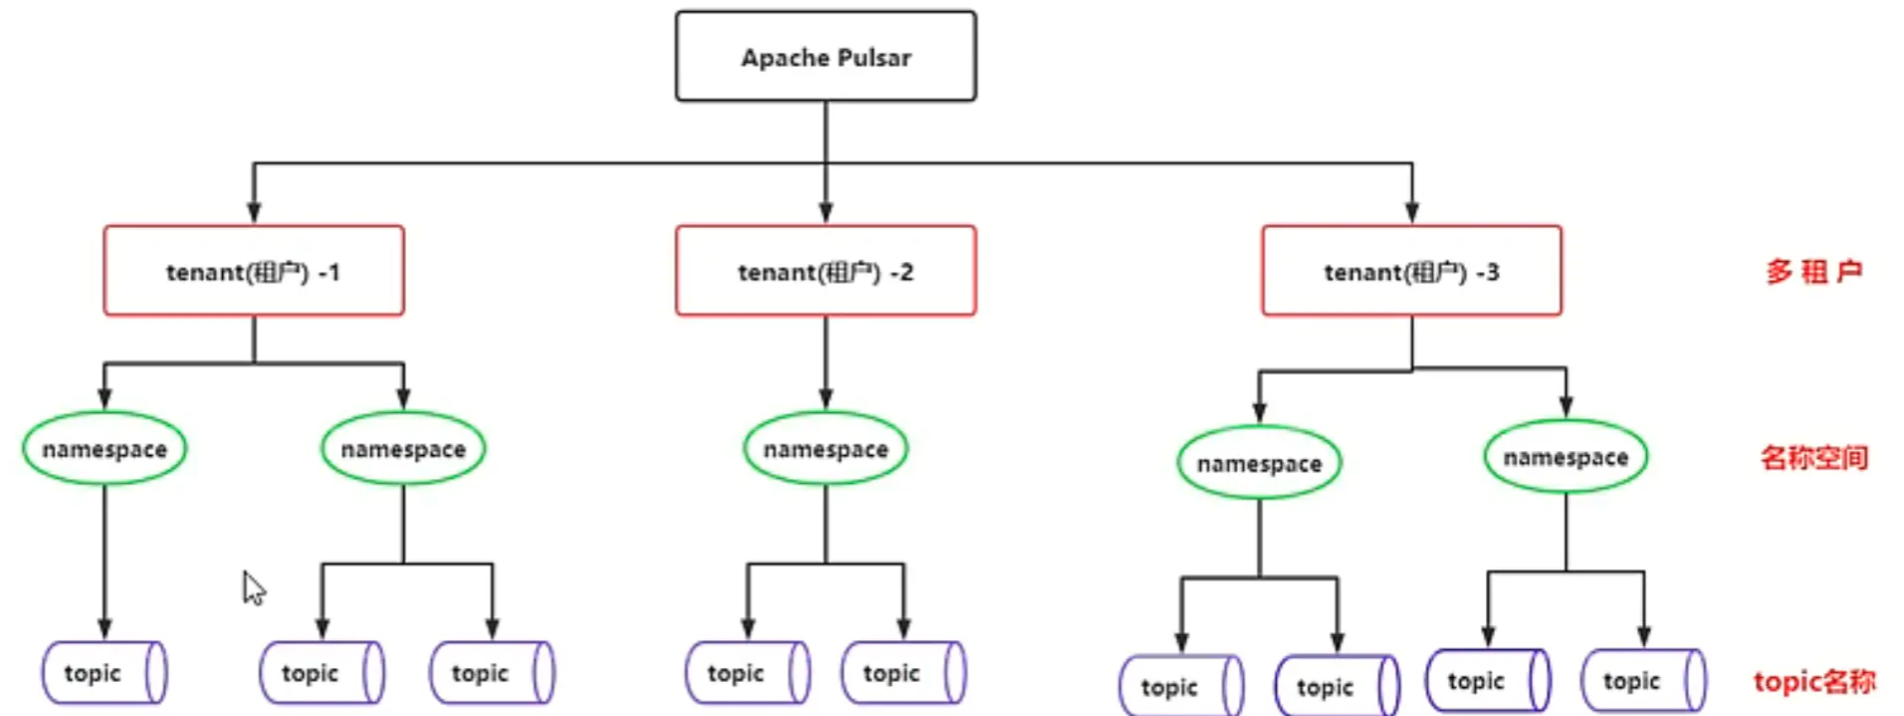 Apache Pulsar
tenant(租户) -1
tenant(租户) -2
tenant(租户) -3
多 租 户
namespace
namespace
namespace
namespace
namespace
名称空间
topic
topic
topic
topic
topic
topic
topic
topic
topic
topic名称